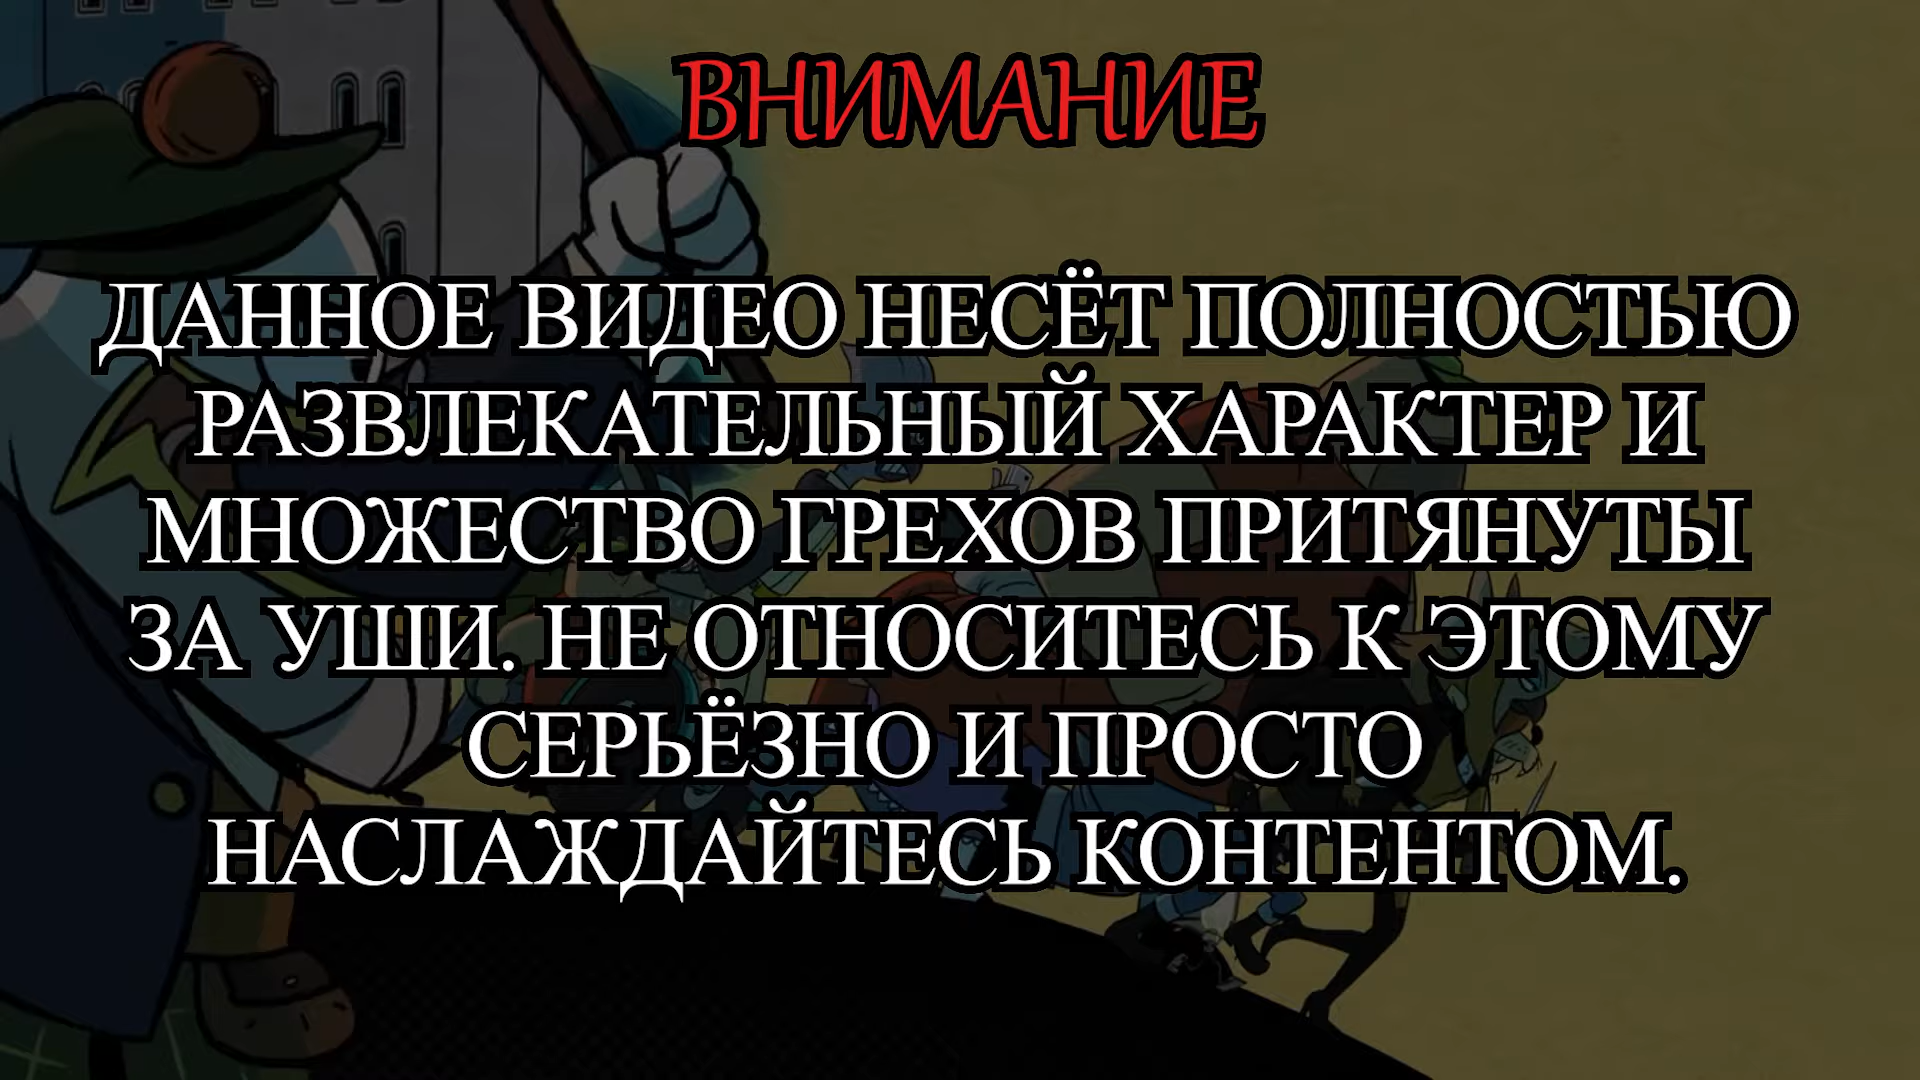 ВНИМАНИЕ
ДАННОЕ ВИДЕО НЕСЁТ ПОЛНОСТЬЮ
РАЗВЛЕКАТЕЛЬНЫЙ ХАРАКТЕР И
МНОЖЕСТВО ГРЕХОВ ПРИТЯНУТЫ
ЗА УШИ. НЕ ОТНОСИТЕСЬ К ЭТОМУ
СЕРЬЁЗНО И ПРОСТО
НАСЛАЖДАЙТЕСЬ КОНТЕНТОМ.